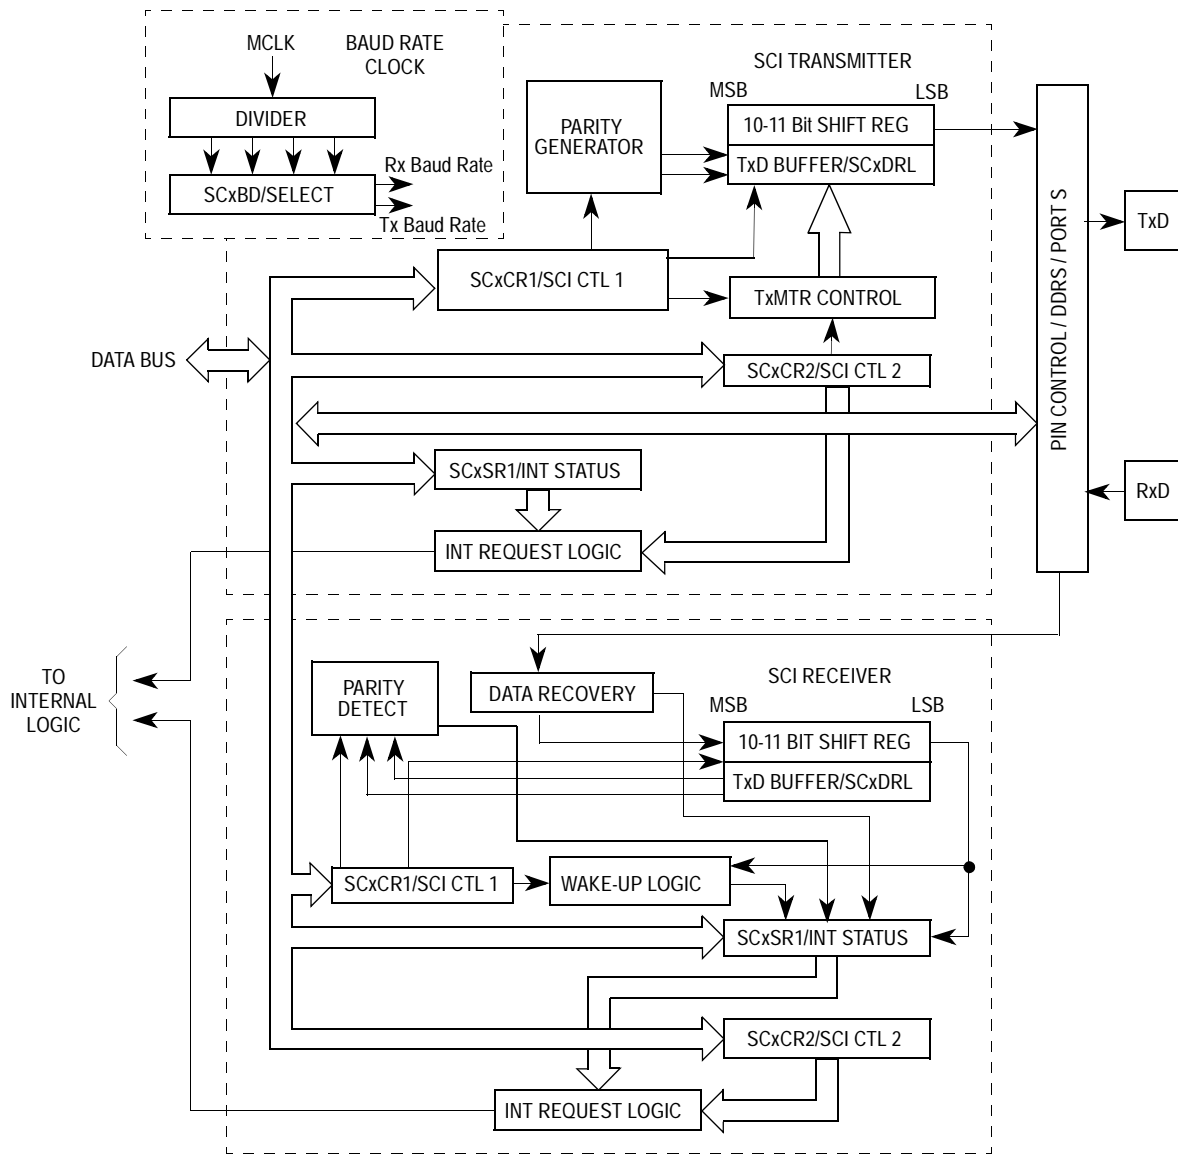 MCLK
BAUD RATE
CLOCK
DIVIDER
SCxBD/SELECT
Rx Baud Rate
Tx Baud Rate
SCI TRANSMITTER
MSB
LSB
PARITY
GENERATOR
10-11 Bit SHIFT REG
TxD BUFFER/SCxDRL
SCxCR1/SCI CTL 1
TxMTR CONTROL
SCxCR2/SCI CTL 2
DATA BUS
PIN CONTROL / DDRS / PORT S
TxD
RxD
SCxSR1/INT STATUS
INT REQUEST LOGIC
TO
INTERNAL
LOGIC
SCI RECEIVER
PARITY
DETECT
DATA RECOVERY
MSB
LSB
10-11 BIT SHIFT REG
TxD BUFFER/SCxDRL
SCxCR1/SCI CTL 1
WAKE-UP LOGIC
SCxSR1/INT STATUS
SCxCR2/SCI CTL 2
INT REQUEST LOGIC